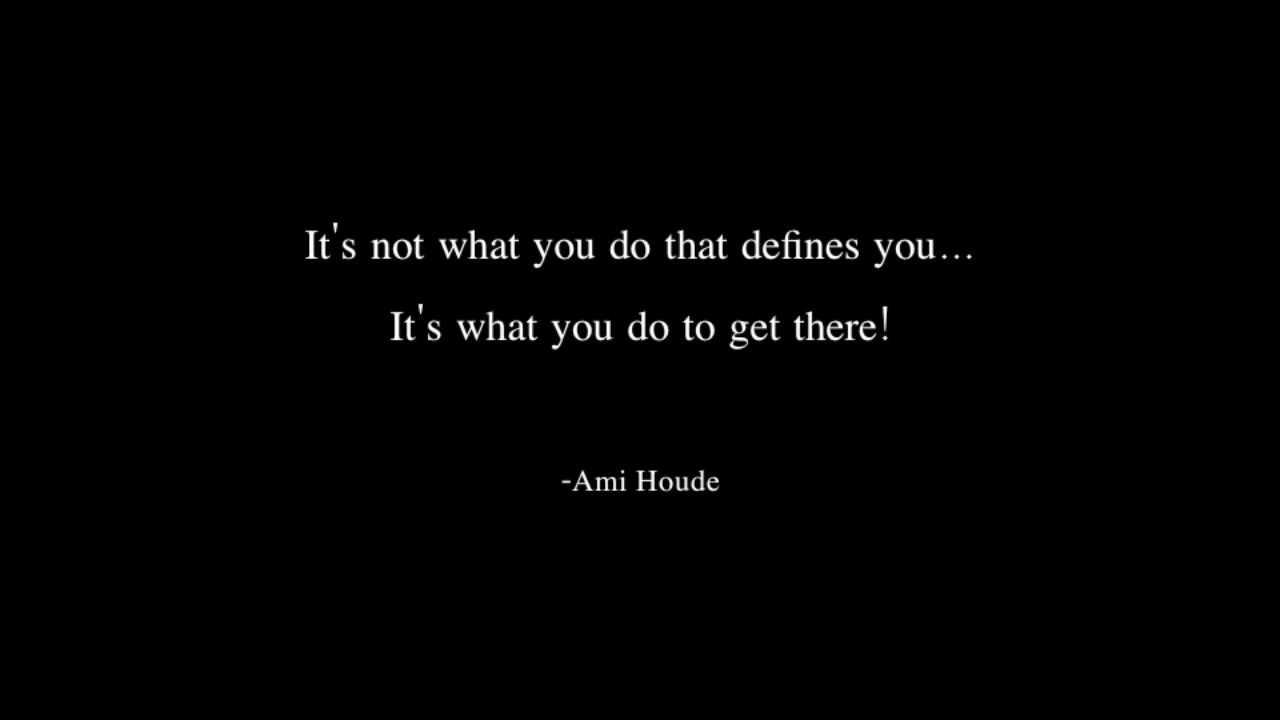 It's not what you do that defines you...
It's what you do to get there!
-Ami Houde